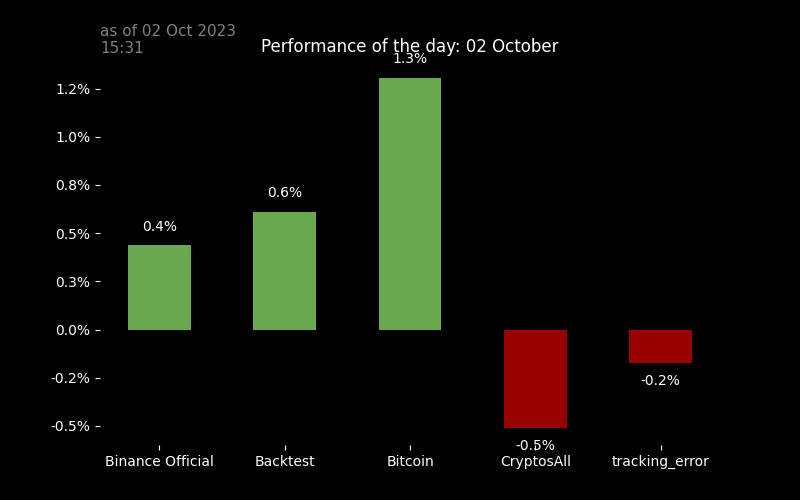 as of 02 Oct 2023
15:31
Performance of the day: 02 October
1.3%
1.2%
1.0%
0.8%
0.6%
0.5%
0.4%
0.3%
0.0%
-0.2%
-0.2%
-0.5%
-0.5%
Binance Official
Backtest
Bitcoin
CryptosAll
tracking_error